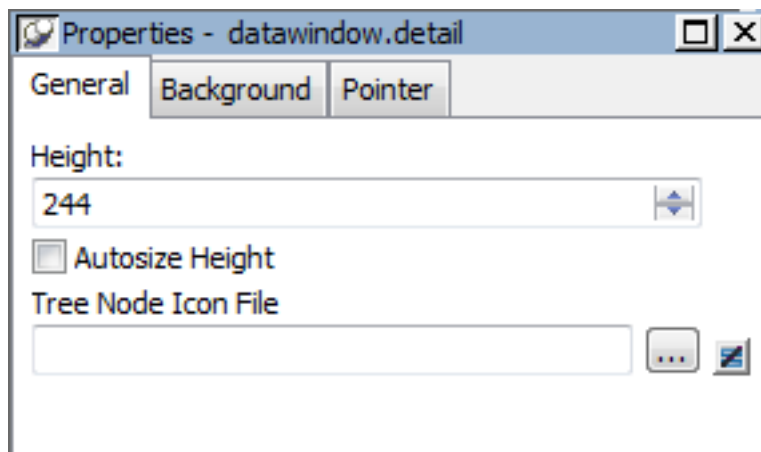 Properties - datawindow.detail
General Background Pointer
Height:
244
Autosize Height
Tree Node Icon File
...